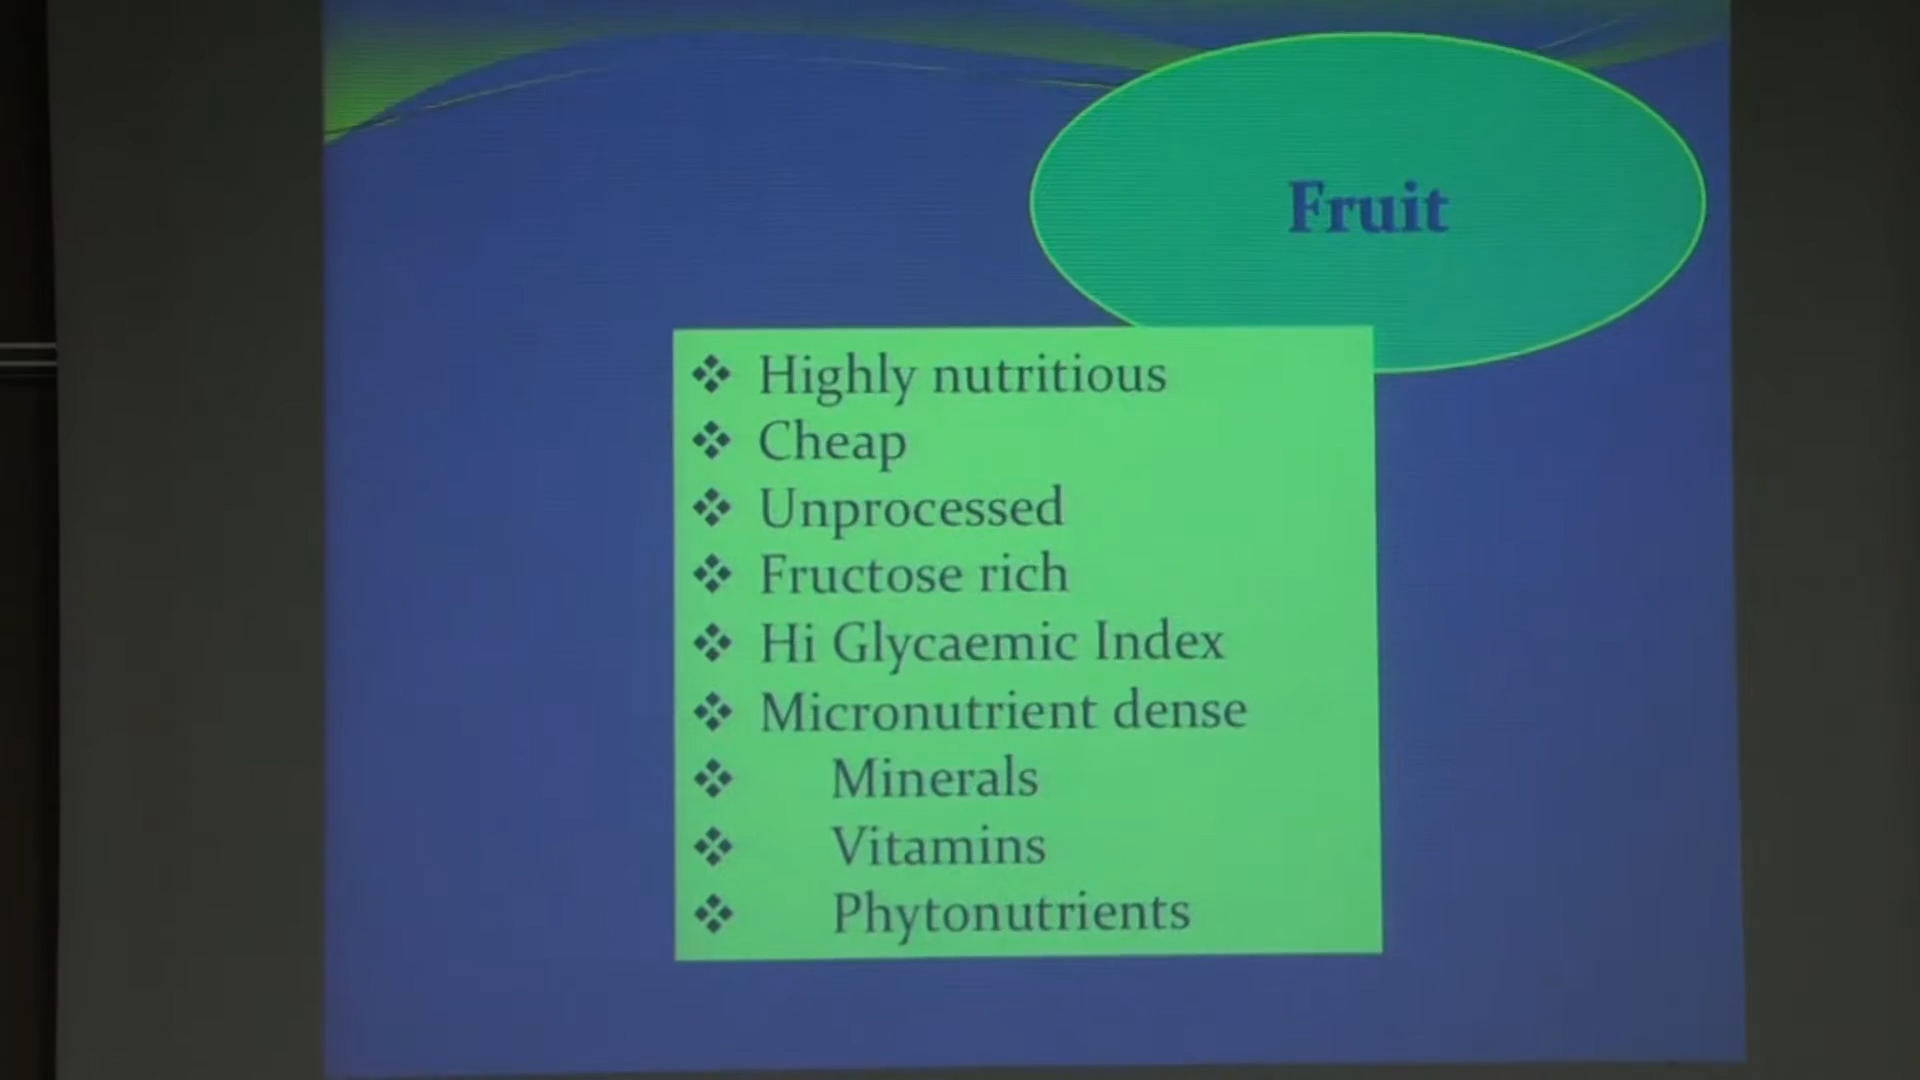 Fruit
❖ Highly nutritious
❖ Cheap
❖ Unprocessed
❖ Fructose rich
❖ Hi Glycaemic Index
❖ Micronutrient dense
❖ Minerals
❖ Vitamins
❖ Phytonutrients